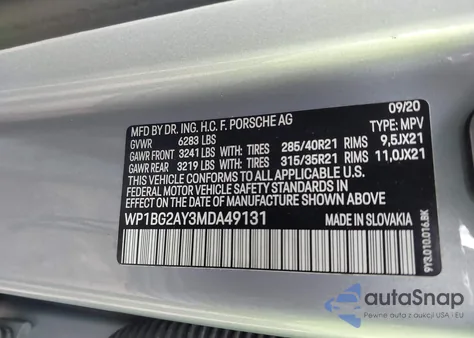 MFD BY DR. ING. H.C. F. PORSCHE AG 09/20
GVWR 6283 LBS TYPE: MPV
GAWR FRONT 3241 LBS WITH: TIRES 285/40R21 RIMS 9,5JX21
GAWR REAR 3219 LBS WITH: TIRES 315/35R21 RIMS 11,0JX21
THIS VEHICLE CONFORMS TO ALL APPLICABLE U.S.
FEDERAL MOTOR VEHICLE SAFETY STANDARDS IN
EFFECT ON THE DATE OF MANUFACTURE SHOWN ABOVE.
WP1BG2AY3MDA49131 MADE IN SLOVAKIA
9Y3.010.016.BK
autoSnap
Pewne auta z aukcji USA i EU